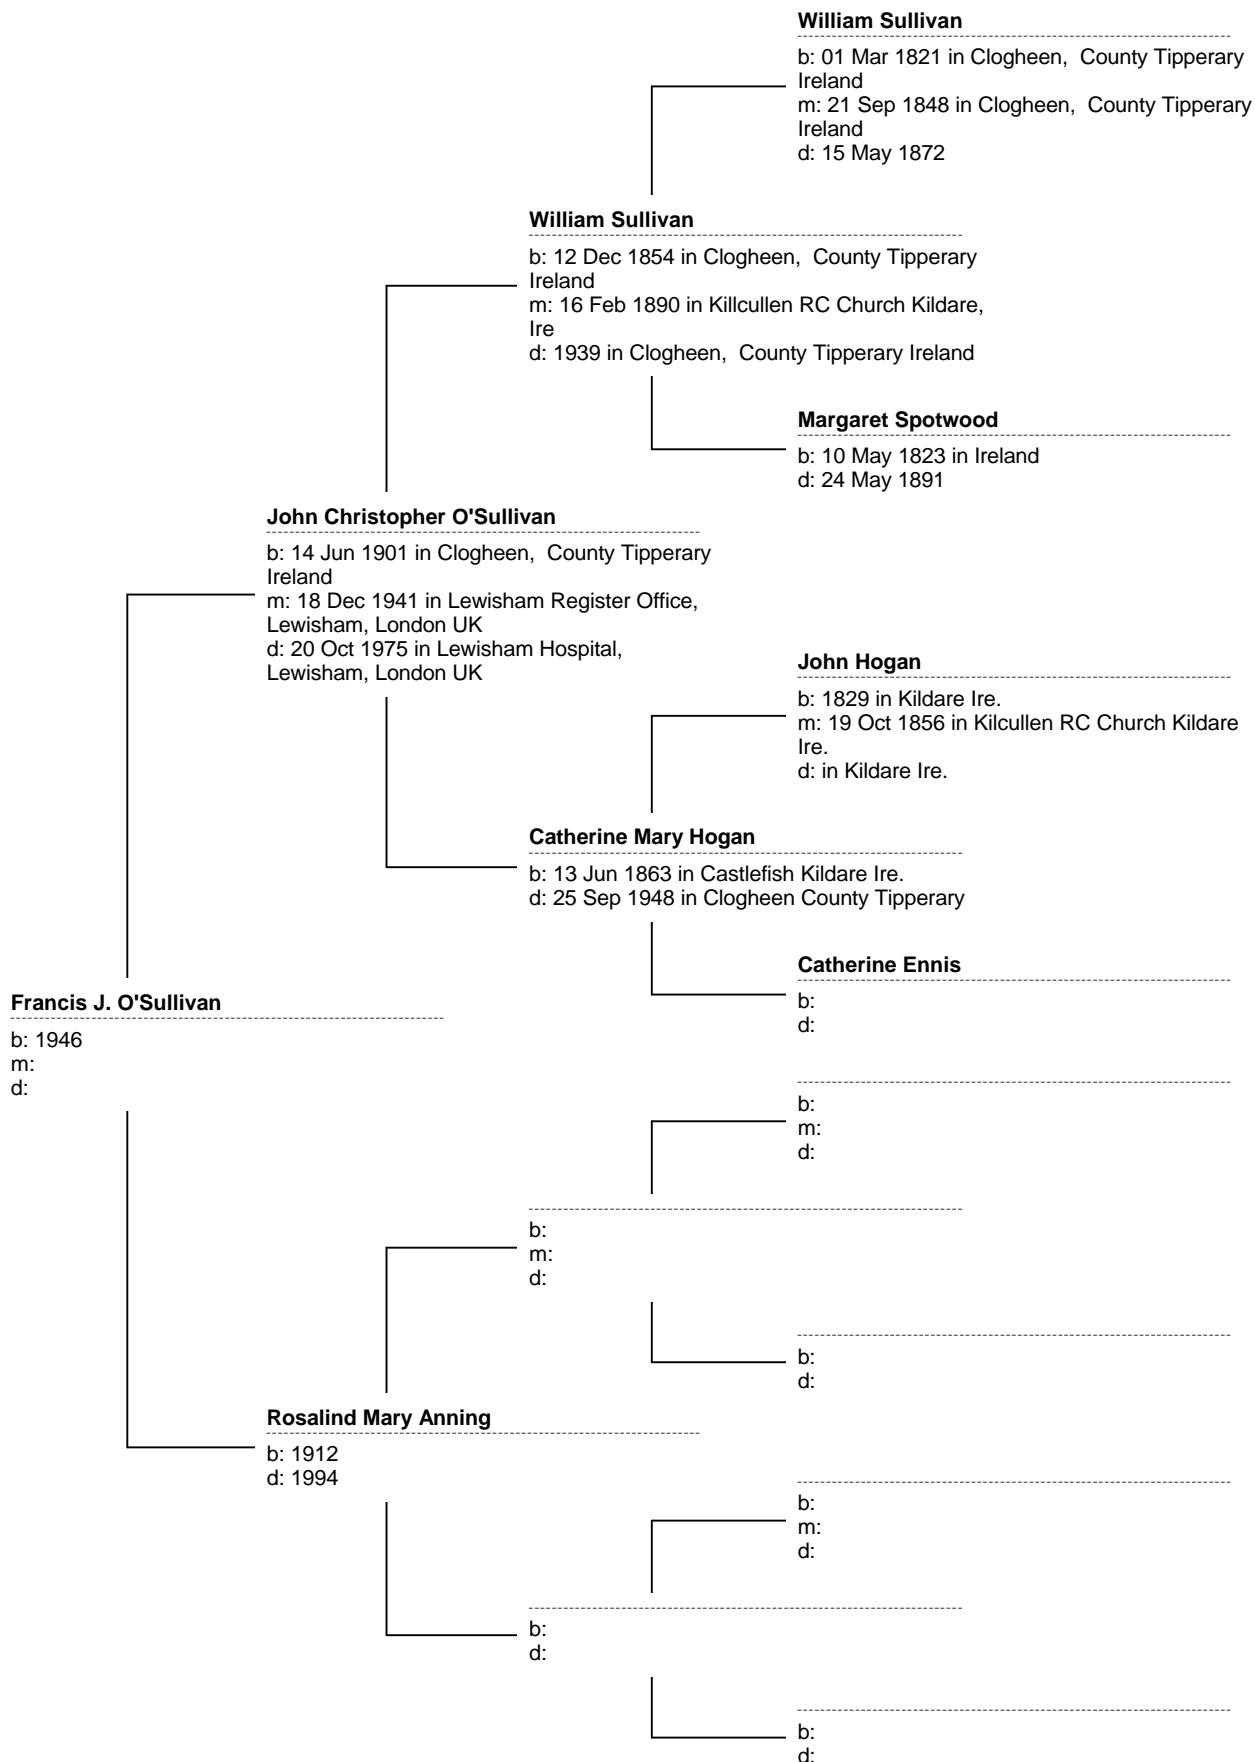 William Sullivan
b: 01 Mar 1821 in Clogheen,  County Tipperary
Ireland
m: 21 Sep 1848 in Clogheen,  County Tipperary
Ireland
d: 15 May 1872
William Sullivan
b: 12 Dec 1854 in Clogheen,  County Tipperary
Ireland
m: 16 Feb 1890 in Killcullen RC Church Kildare,
Ire
d: 1939 in Clogheen,  County Tipperary Ireland
Margaret Spotwood
b: 10 May 1823 in Ireland
d: 24 May 1891
John Christopher O'Sullivan
b: 14 Jun 1901 in Clogheen,  County Tipperary
Ireland
m: 18 Dec 1941 in Lewisham Register Office,
Lewisham, London UK
d: 20 Oct 1975 in Lewisham Hospital,
Lewisham, London UK
John Hogan
b: 1829 in Kildare Ire.
m: 19 Oct 1856 in Kilcullen RC Church Kildare
Ire.
d: in Kildare Ire.
Catherine Mary Hogan
b: 13 Jun 1863 in Castlefish Kildare Ire.
d: 25 Sep 1948 in Clogheen County Tipperary
Catherine Ennis
b:
d:
Francis J. O'Sullivan
b: 1946
m:
d:
b:
m:
d:
b:
m:
d:
b:
d:
Rosalind Mary Anning
b: 1912
d: 1994
b:
m:
d:
b:
d:
b:
d: